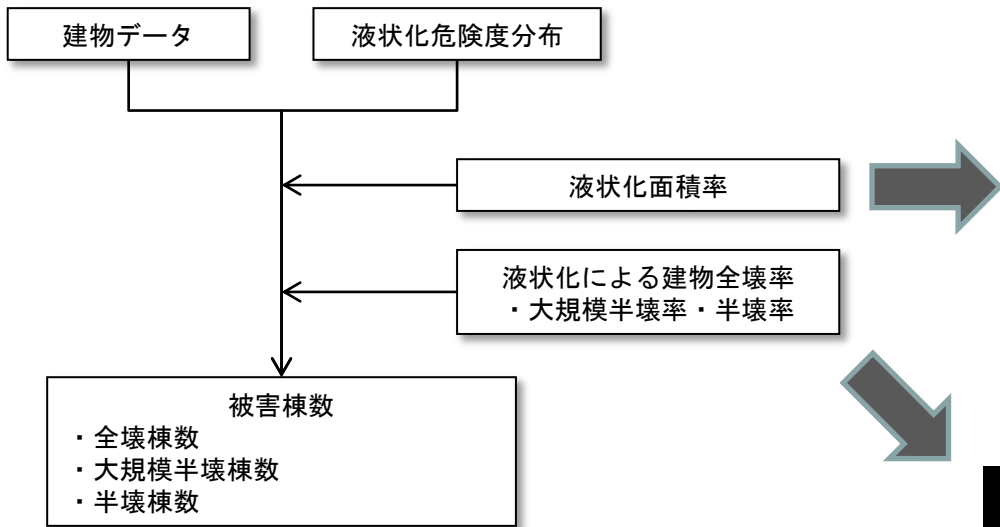 建物データ
液状化危険度分布
液状化面積率
液状化による建物全壊率
・大規模半壊率・半壊率
被害棟数
・全壊棟数
・大規模半壊棟数
・半壊棟数